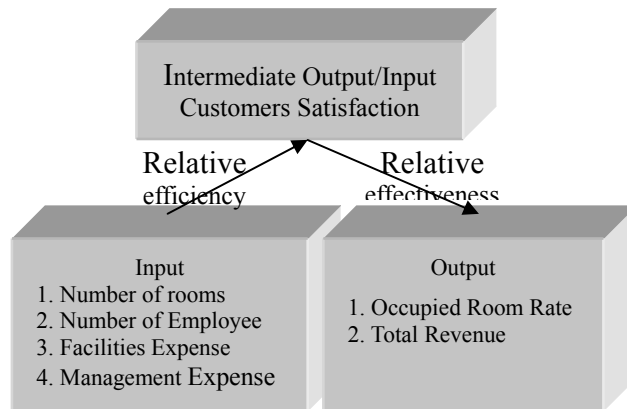 Intermediate Output/Input
Customers Satisfaction
Relative
efficiency
Relative
effectiveness
Input
1. Number of rooms
2. Number of Employee
3. Facilities Expense
4. Management Expense
Output
1. Occupied Room Rate
2. Total Revenue